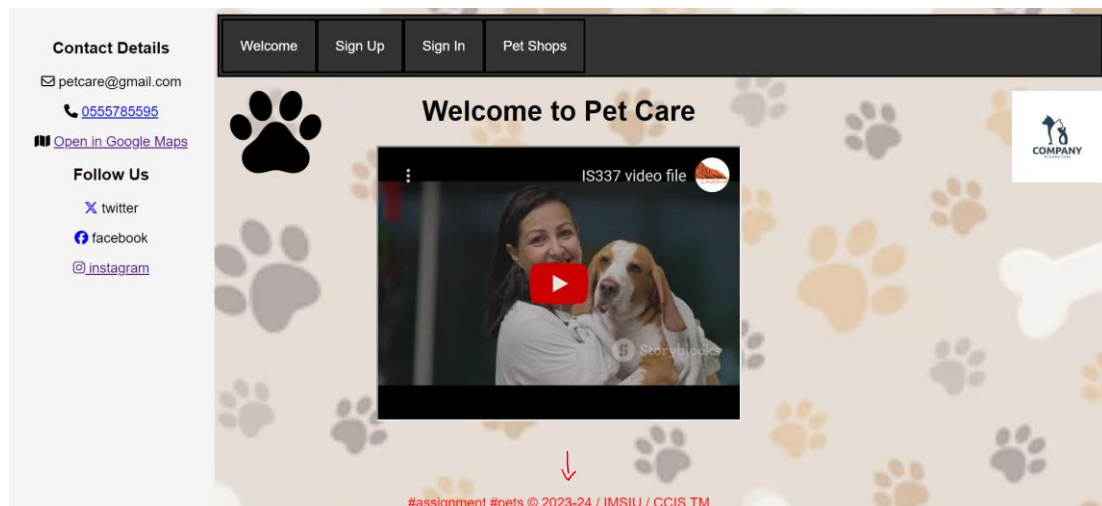 Contact Details
petcare@gmail.com
0555785595
Open in Google Maps
Follow Us
twitter
facebook
instagram
Welcome Sign Up Sign In Pet Shops
Welcome to Pet Care
COMPANY
IS337 video file
Storyblocks
#assignment #pets © 2023-24 / IMSIU / CCIS TM